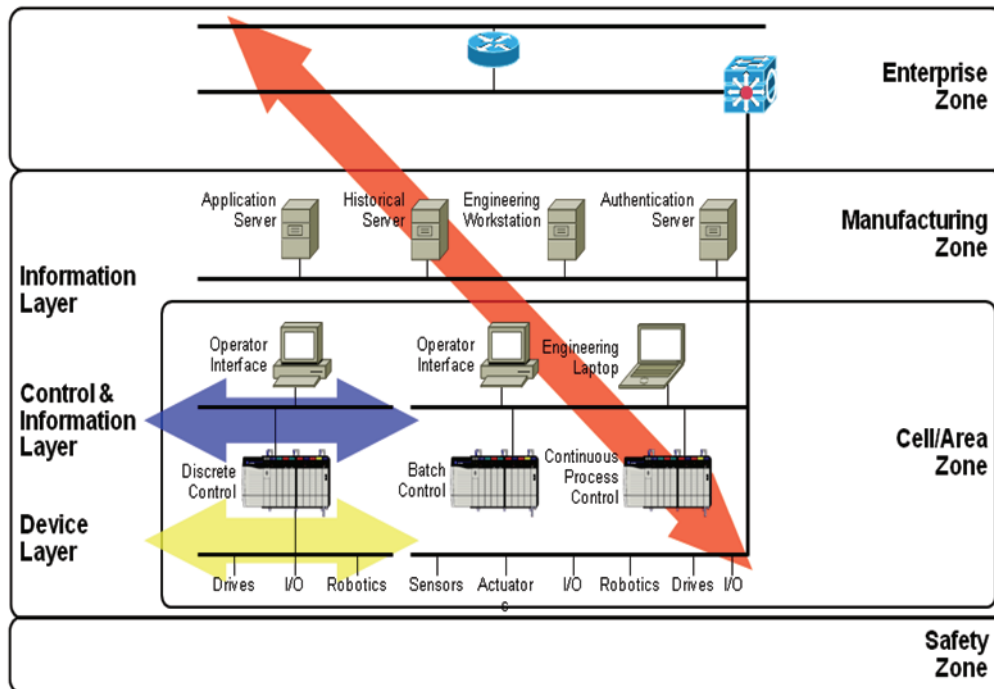 Enterprise
Zone
Application
Server
Historical
Server
Engineering
Workstation
Authentication
Server
Manufacturing
Zone
Information
Layer
Operator
Interface
Operator
Interface
Engineering
Laptop
Control &
Information
Layer
Cell/Area
Zone
Discrete
Control
Batch
Control
Continuous
Process
Control
Device
Layer
Drives
I/O
Robotics
Sensors
Actuator
s
I/O
Robotics
Drives
I/O
Safety
Zone